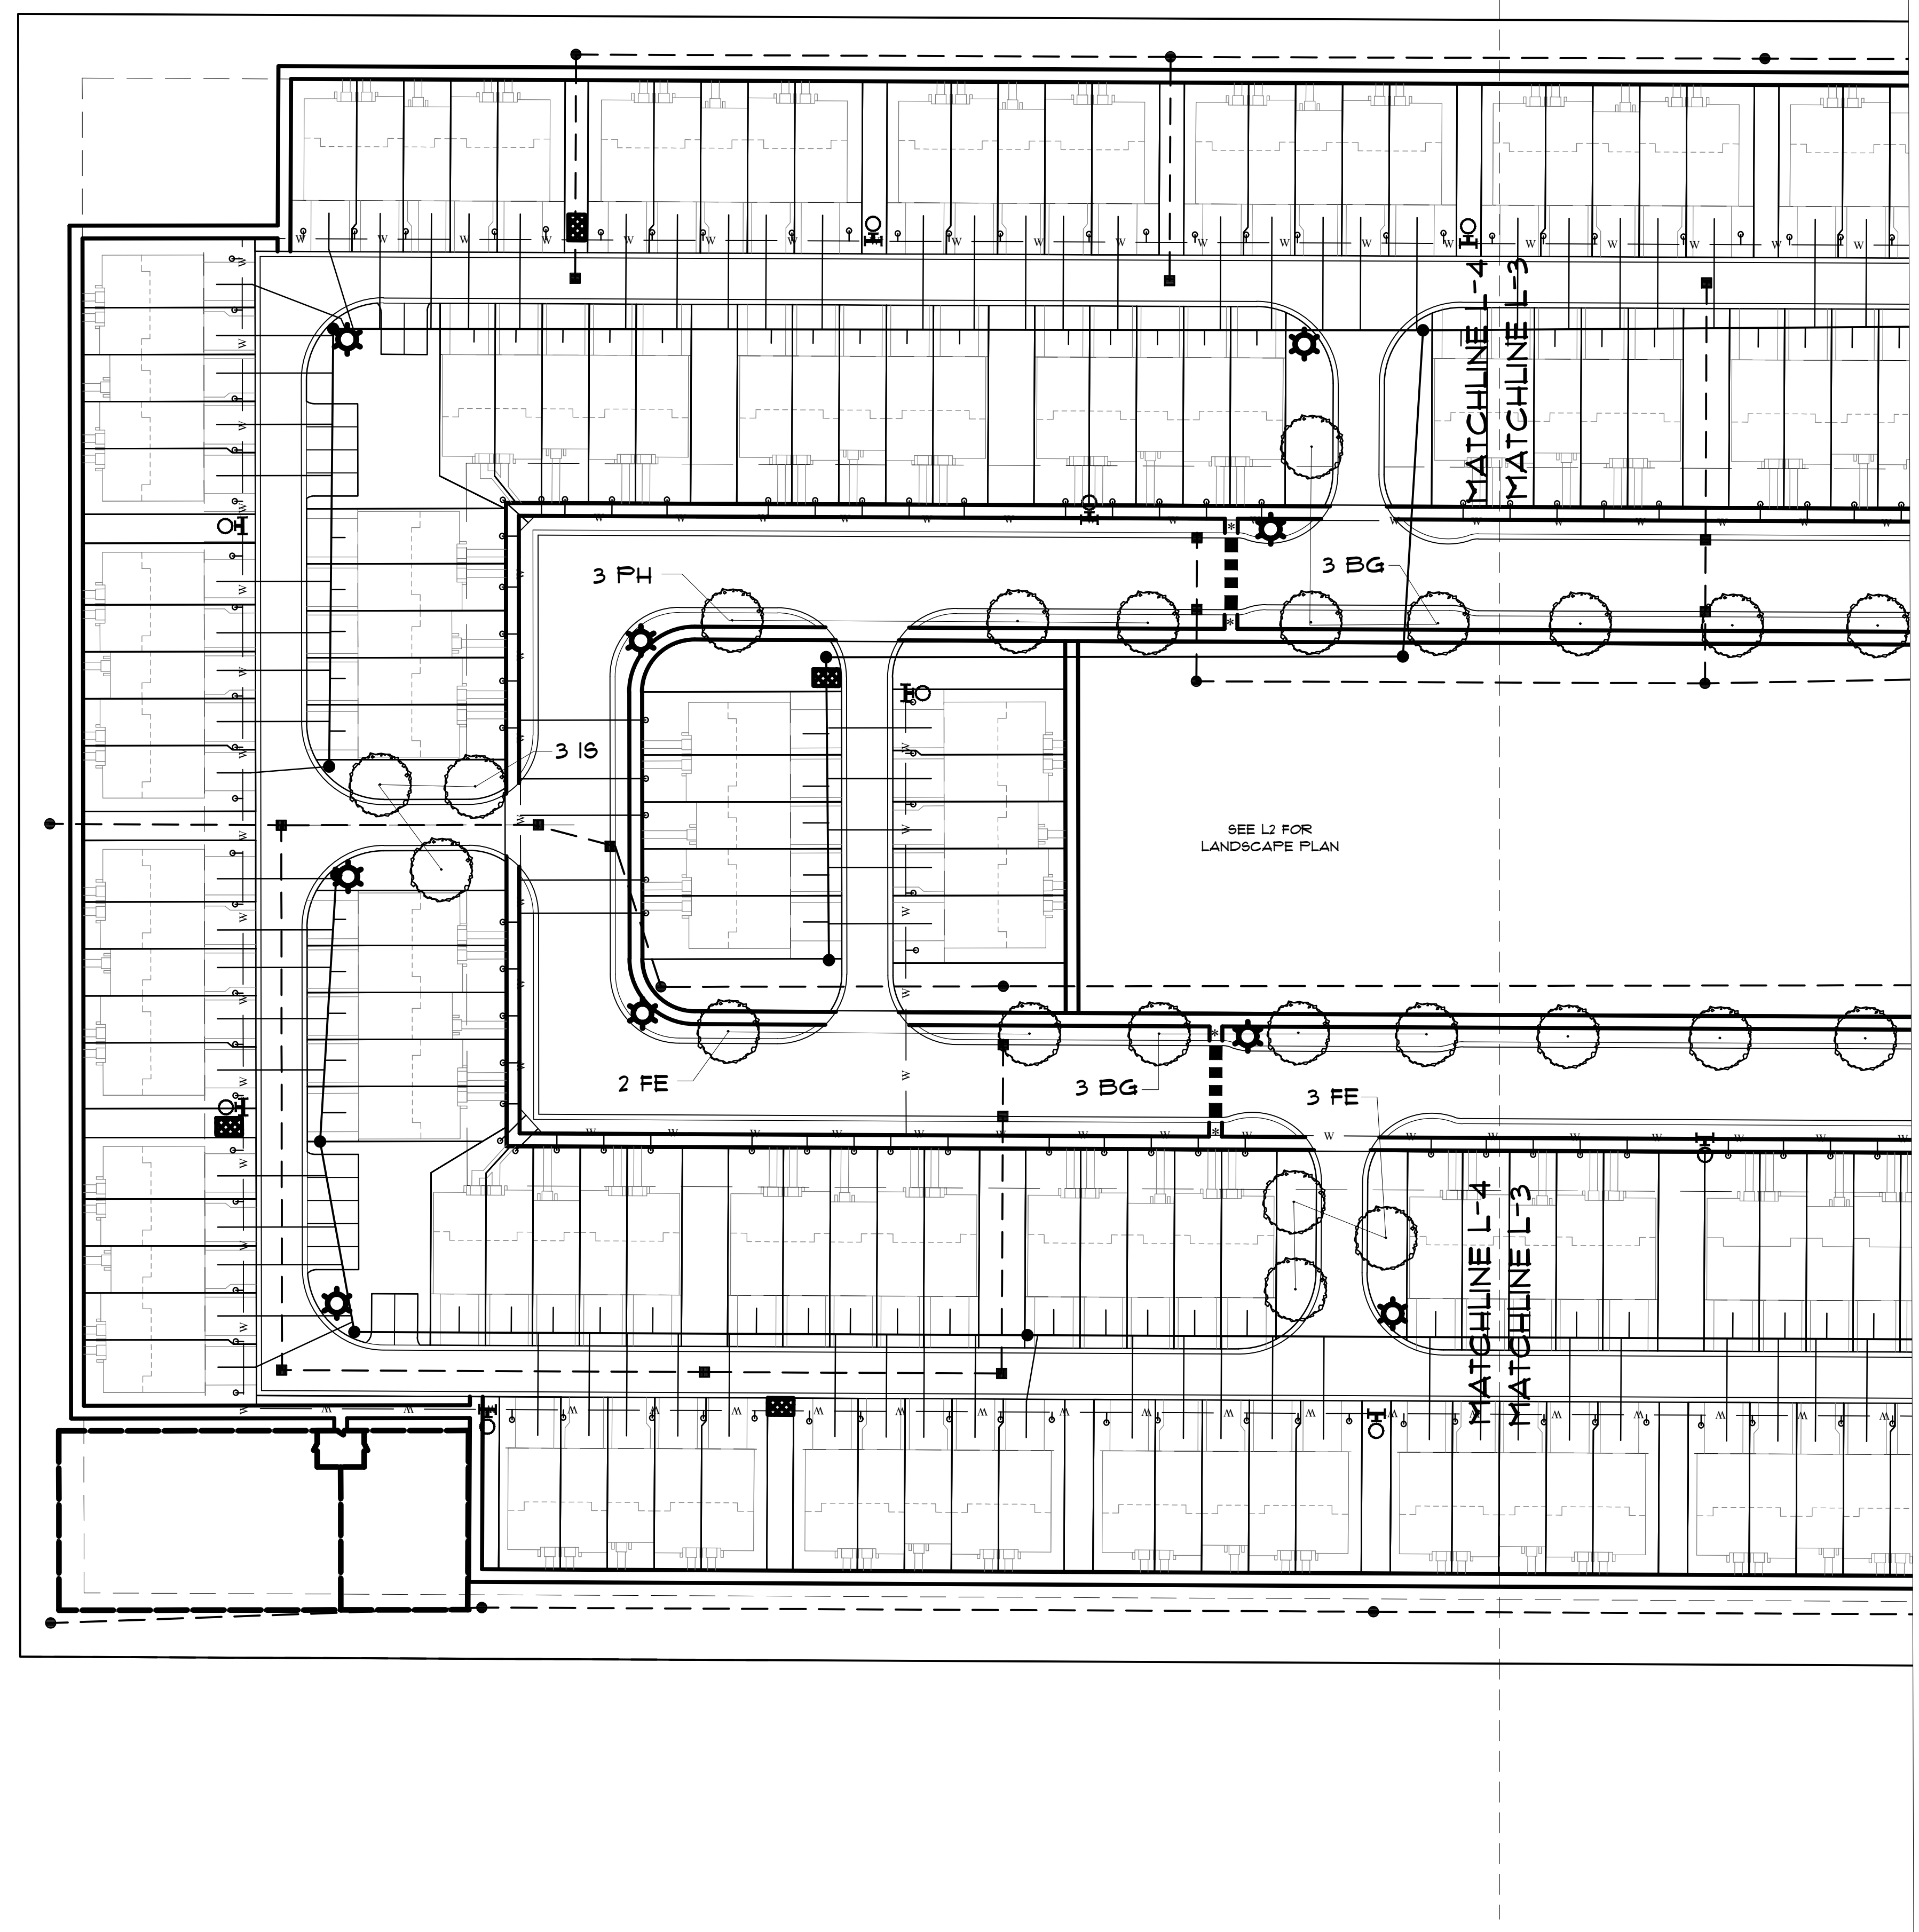 MATCHLINE L-4
MATCHLINE L-3
3 PH
3 BG
3 IS
SEE L2 FOR
LANDSCAPE PLAN
2 FE
3 BG
3 FE
MATCHLINE L-4
MATCHLINE L-3